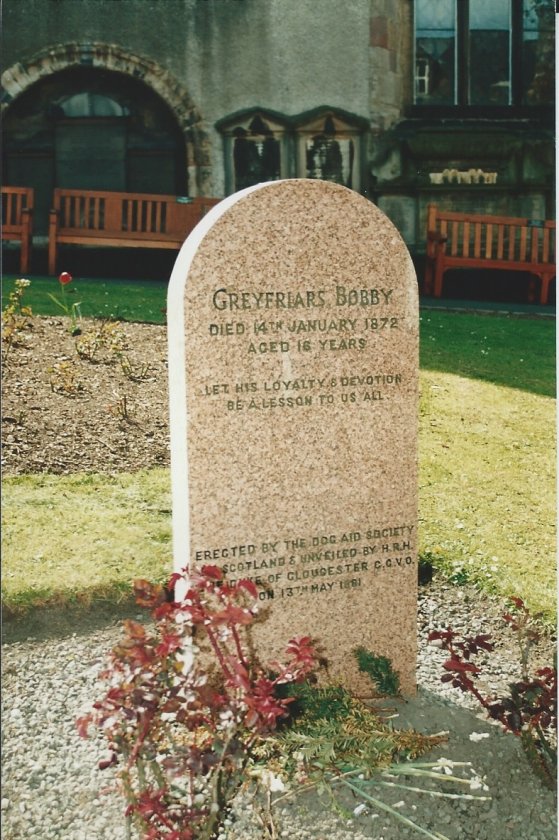 GREYFRIARS BOBBY
DIED 14TH JANUARY 1872
AGED 16 YEARS
LET HIS LOYALTY & DEVOTION
BE A LESSON TO US ALL
ERECTED BY THE DOG AID SOCIETY
SCOTLAND & UNVEILED BY H.R.H.
OF GLOUCESTER G.C.V.O.
ON 13TH MAY 1981